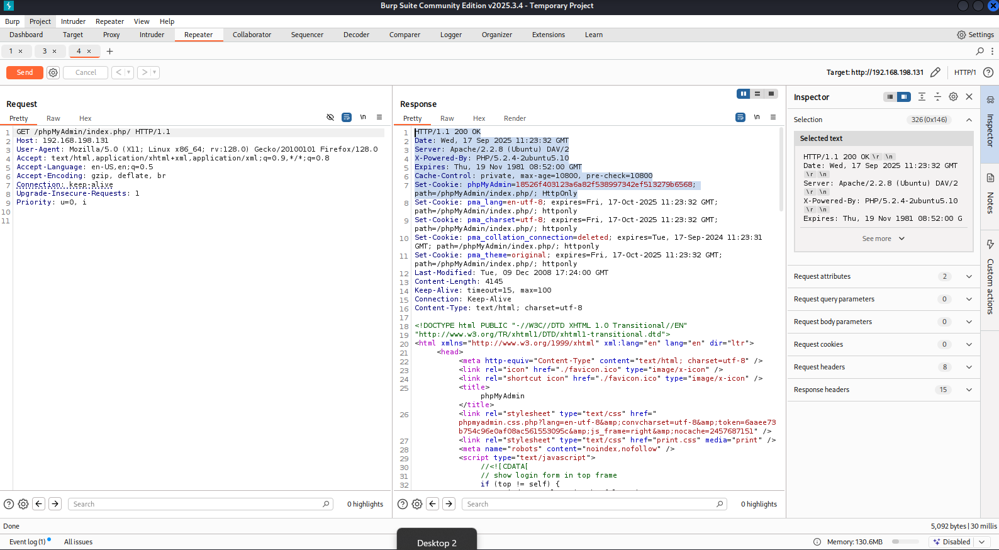 Burp Suite Community Edition v2025.3.4 - Temporary Project
Burp Project Intruder Repeater View Help
Dashboard Target Proxy Intruder Repeater Collaborator Sequencer Decoder Comparer Logger Organizer Extensions Learn Settings
1 × 3 × 4 × +
Send Cancel < > Target: http://192.168.198.131 HTTP/1
Request
Pretty Raw Hex \n
1 GET /phpMyAdmin/index.php/ HTTP/1.1
2 Host: 192.168.198.131
3 User-Agent: Mozilla/5.0 (X11; Linux x86_64; rv:128.0) Gecko/20100101 Firefox/128.0
4 Accept: text/html,application/xhtml+xml,application/xml;q=0.9,*/*;q=0.8
5 Accept-Language: en-US,en;q=0.5
6 Accept-Encoding: gzip, deflate, br
7 Connection: keep-alive
8 Upgrade-Insecure-Requests: 1
9 Priority: u=0, i
10
11
Search 0 highlights
Response
Pretty Raw Hex Render \n
1 HTTP/1.1 200 OK
2 Date: Wed, 17 Sep 2025 11:23:32 GMT
3 Server: Apache/2.2.8 (Ubuntu) DAV/2
4 X-Powered-By: PHP/5.2.4-2ubuntu5.10
5 Expires: Thu, 19 Nov 1981 08:52:00 GMT
6 Cache-Control: private, max-age=10800, pre-check=10800
7 Set-Cookie: phpMyAdmin=18526f403123a6a82f538997342ef513279b6568;
path=/phpMyAdmin/index.php/; HttpOnly
8 Set-Cookie: pma_lang=en-utf-8; expires=Fri, 17-Oct-2025 11:23:32 GMT;
path=/phpMyAdmin/index.php/; httponly
9 Set-Cookie: pma_charset=utf-8; expires=Fri, 17-Oct-2025 11:23:32 GMT;
path=/phpMyAdmin/index.php/; httponly
10 Set-Cookie: pma_collation_connection=deleted; expires=Tue, 17-Sep-2024 11:23:31
GMT; path=/phpMyAdmin/index.php/; httponly
11 Set-Cookie: pma_theme=original; expires=Fri, 17-Oct-2025 11:23:32 GMT;
path=/phpMyAdmin/index.php/; httponly
12 Last-Modified: Tue, 09 Dec 2008 17:24:00 GMT
13 Content-Length: 4145
14 Keep-Alive: timeout=15, max=100
15 Connection: Keep-Alive
16 Content-Type: text/html; charset=utf-8
17
18 <!DOCTYPE html PUBLIC "-//W3C//DTD XHTML 1.0 Transitional//EN"
19 "http://www.w3.org/TR/xhtml1/DTD/xhtml1-transitional.dtd">
20 <html xmlns="http://www.w3.org/1999/xhtml" xml:lang="en" lang="en" dir="ltr">
21 <head>
22 <meta http-equiv="Content-Type" content="text/html; charset=utf-8" />
23 <link rel="icon" href="./favicon.ico" type="image/x-icon" />
24 <link rel="shortcut icon" href="./favicon.ico" type="image/x-icon" />
25 <title>
phpMyAdmin
</title>
26 <link rel="stylesheet" type="text/css" href="
phpmyadmin.css.php?lang=en-utf-8&amp;convcharset=utf-8&amp;token=6aaee73
b754c96e0af08ac561553095c&amp;js_frame=right&amp;nocache=2457687151" />
27 <link rel="stylesheet" type="text/css" href="print.css" media="print" />
28 <meta name="robots" content="noindex,nofollow" />
29 <script type="text/javascript">
30 //<![CDATA[
31 // show login form in top frame
32 if (top != self) {
Search 0 highlights
Inspector
Selection 326 (0x146)
Selected text
HTTP/1.1 200 OK \r \n
Date: Wed, 17 Sep 2025 11:23:32 GMT
\r \n
Server: Apache/2.2.8 (Ubuntu) DAV/2
\r \n
X-Powered-By: PHP/5.2.4-2ubuntu5.10
\r \n
Expires: Thu, 19 Nov 1981 08:52:00 G
See more
Request attributes 2
Request query parameters 0
Request body parameters 0
Request cookies 0
Request headers 8
Response headers 15
Inspector
Notes
Custom actions
Done 5,092 bytes | 30 millis
Event log (1) All issues Memory: 130.6MB Disabled
Desktop 2